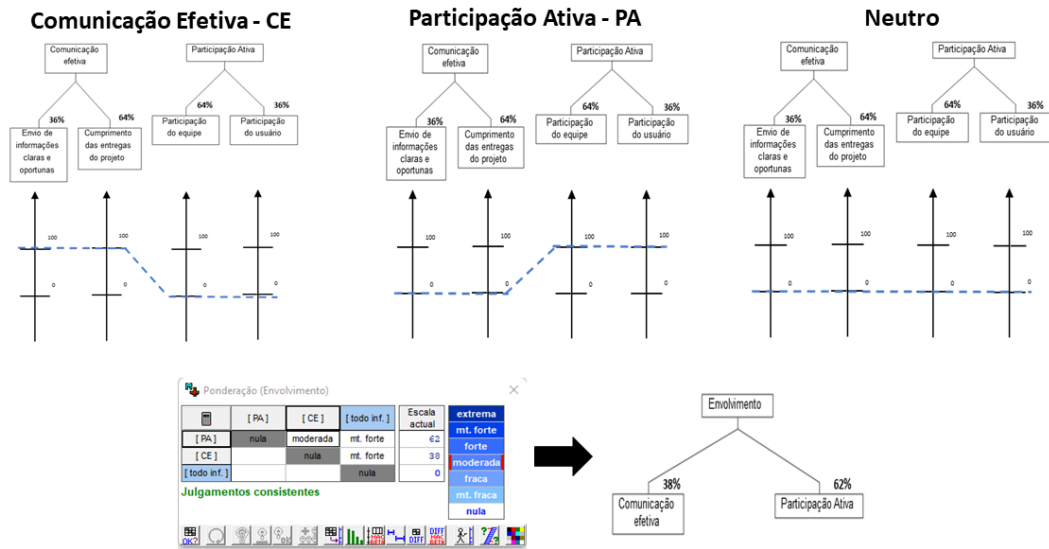 Comunicação Efetiva - CE
Comunicação
efetiva
Participação Ativa
36%
64%
64%
36%
Envio de
informações
claras e
oportunas
Cumprimento
das entregas
do projeto
Participação
do equipe
Participação
do usuário
100
100
100
100
0
0
0
0
Participação Ativa - PA
Comunicação
efetiva
Participação Ativa
36%
64%
64%
36%
Envio de
informações
claras e
oportunas
Cumprimento
das entregas
do projeto
Participação
do equipe
Participação
do usuário
100
100
100
100
0
0
0
0
Neutro
Comunicação
efetiva
Participação Ativa
36%
64%
64%
36%
Envio de
informações
claras e
oportunas
Cumprimento
das entregas
do projeto
Participação
do equipe
Participação
do usuário
100
100
100
100
0
0
0
0
Ponderação (Envolvimento)
[ PA ] [ CE ] [ todo inf. ] Escala
actual
[ PA ] nula moderada mt. forte 62
[ CE ] nula mt. forte 38
[ todo inf. ] nula 0
Julgamentos consistentes
extrema
mt. forte
forte
moderada
fraca
mt. fraca
nula
OK?
DIFF
DIFF
Envolvimento
38%
62%
Comunicação
efetiva
Participação Ativa